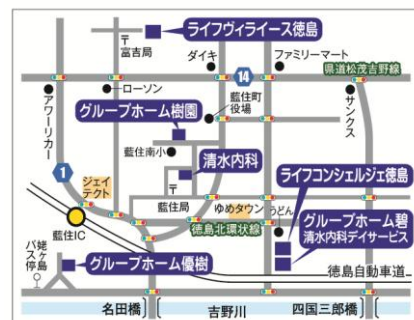 ライフヴィライース徳島
〒
富吉局
ダイキ
ファミリーマート
14
県道松茂吉野線
アワーリカー
ローソン
藍住町
役場
サンクス
グループホーム樹園
藍住南小
清水内科
1
ジェイ
テクト
〒
藍住局
ゆめタウン
うどん
ライフコンシェルジェ徳島
徳島北環状線
グループホーム碧
清水内科デイサービス
藍住IC
姥ヶ島
バス停
グループホーム優樹
徳島自動車道
名田橋
吉野川
四国三郎橋